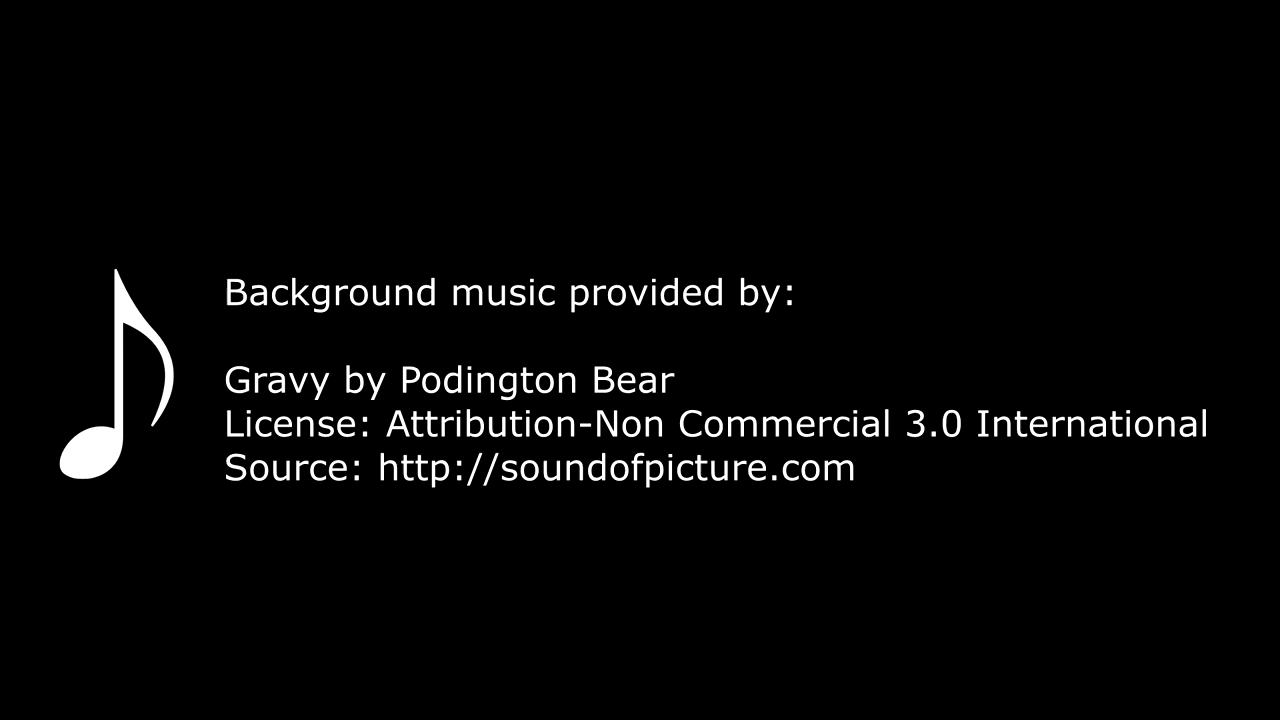 Background music provided by:
Gravy by Podington Bear
License: Attribution-Non Commercial 3.0 International
Source: http://soundofpicture.com